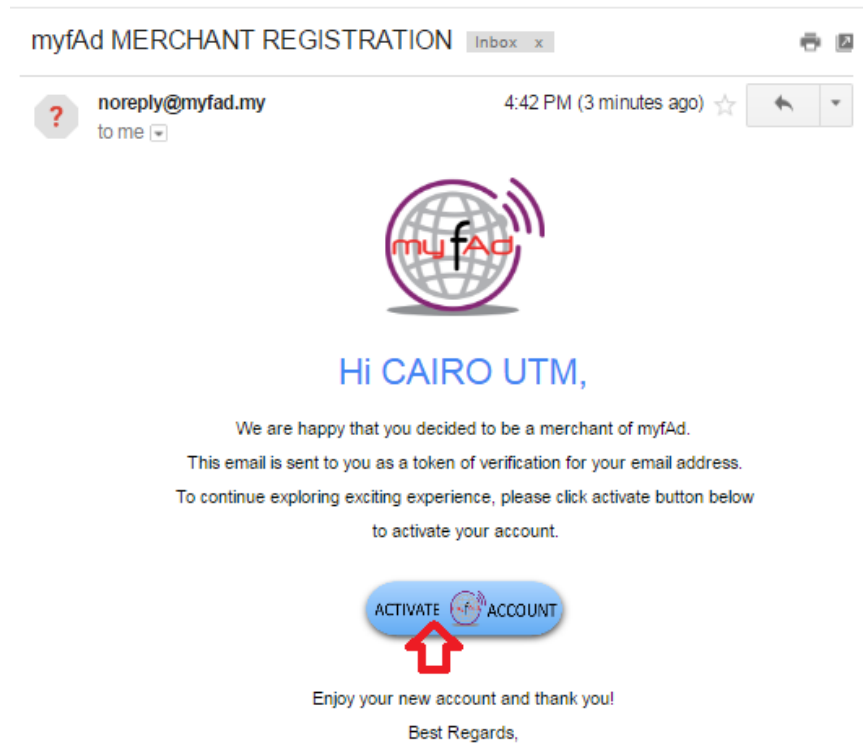 myfAd MERCHANT REGISTRATION Inbox x
? noreply@myfad.my 4:42 PM (3 minutes ago)
to me
myfAd
Hi CAIRO UTM,
We are happy that you decided to be a merchant of myfAd.
This email is sent to you as a token of verification for your email address.
To continue exploring exciting experience, please click activate button below
to activate your account.
ACTIVATE myfAd ACCOUNT
Enjoy your new account and thank you!
Best Regards,